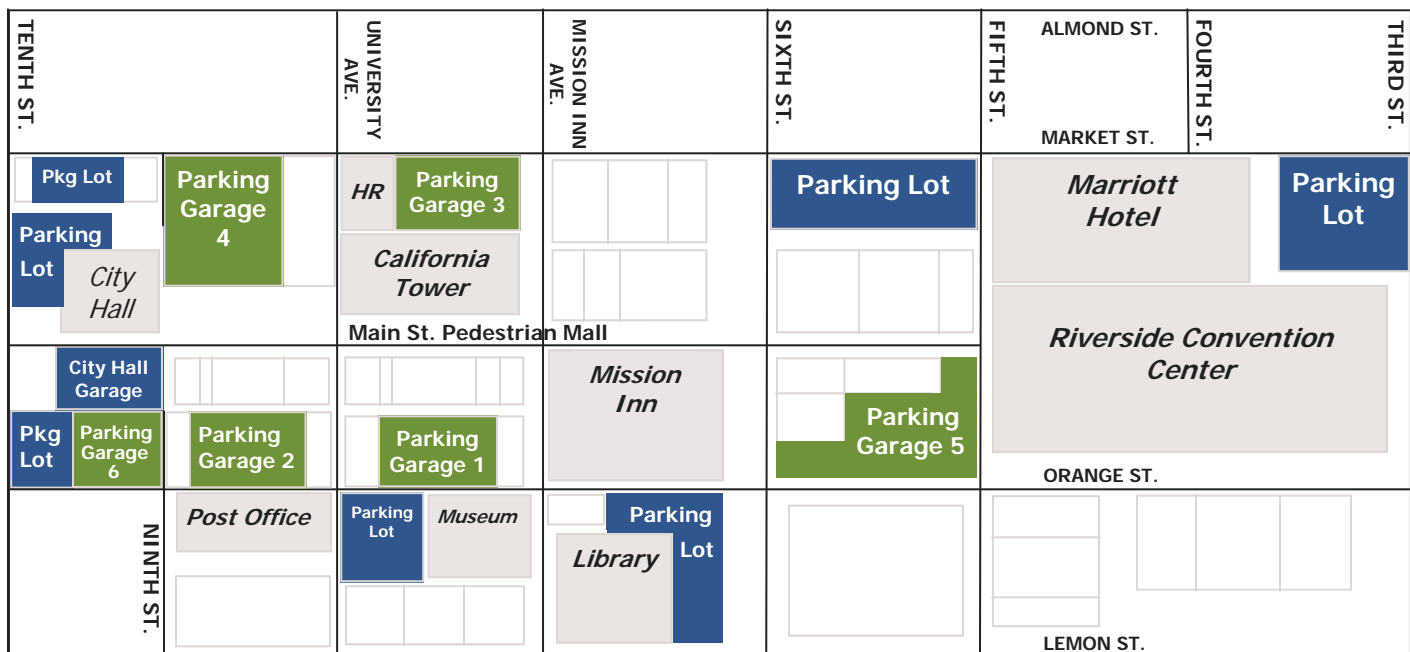 TENTH ST.
UNIVERSITY
AVE.
MISSION INN
AVE.
SIXTH ST.
FIFTH ST.
ALMOND ST.
FOURTH ST.
THIRD ST.
MARKET ST.
Pkg Lot
Parking
Garage
4
HR
Parking
Garage 3
Parking Lot
Marriott
Hotel
Parking
Lot
Parking
Lot
City
Hall
California
Tower
Main St. Pedestrian Mall
Riverside Convention
Center
City Hall
Garage
Mission
Inn
Pkg
Lot
Parking
Garage
6
Parking
Garage 2
Parking
Garage 1
Parking
Garage 5
ORANGE ST.
NINTH ST.
Post Office
Parking
Lot
Museum
Parking
Lot
Library
LEMON ST.